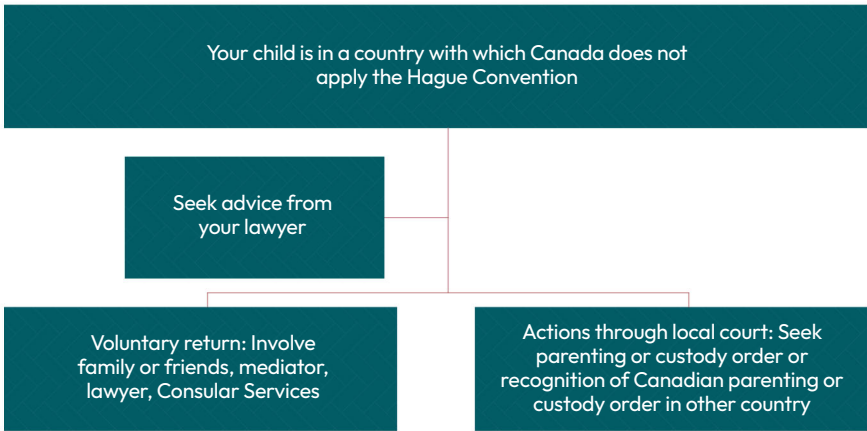 Your child is in a country with which Canada does not
apply the Hague Convention
Seek advice from
your lawyer
Voluntary return: Involve
family or friends, mediator,
lawyer, Consular Services
Actions through local court: Seek
parenting or custody order or
recognition of Canadian parenting or
custody order in other country